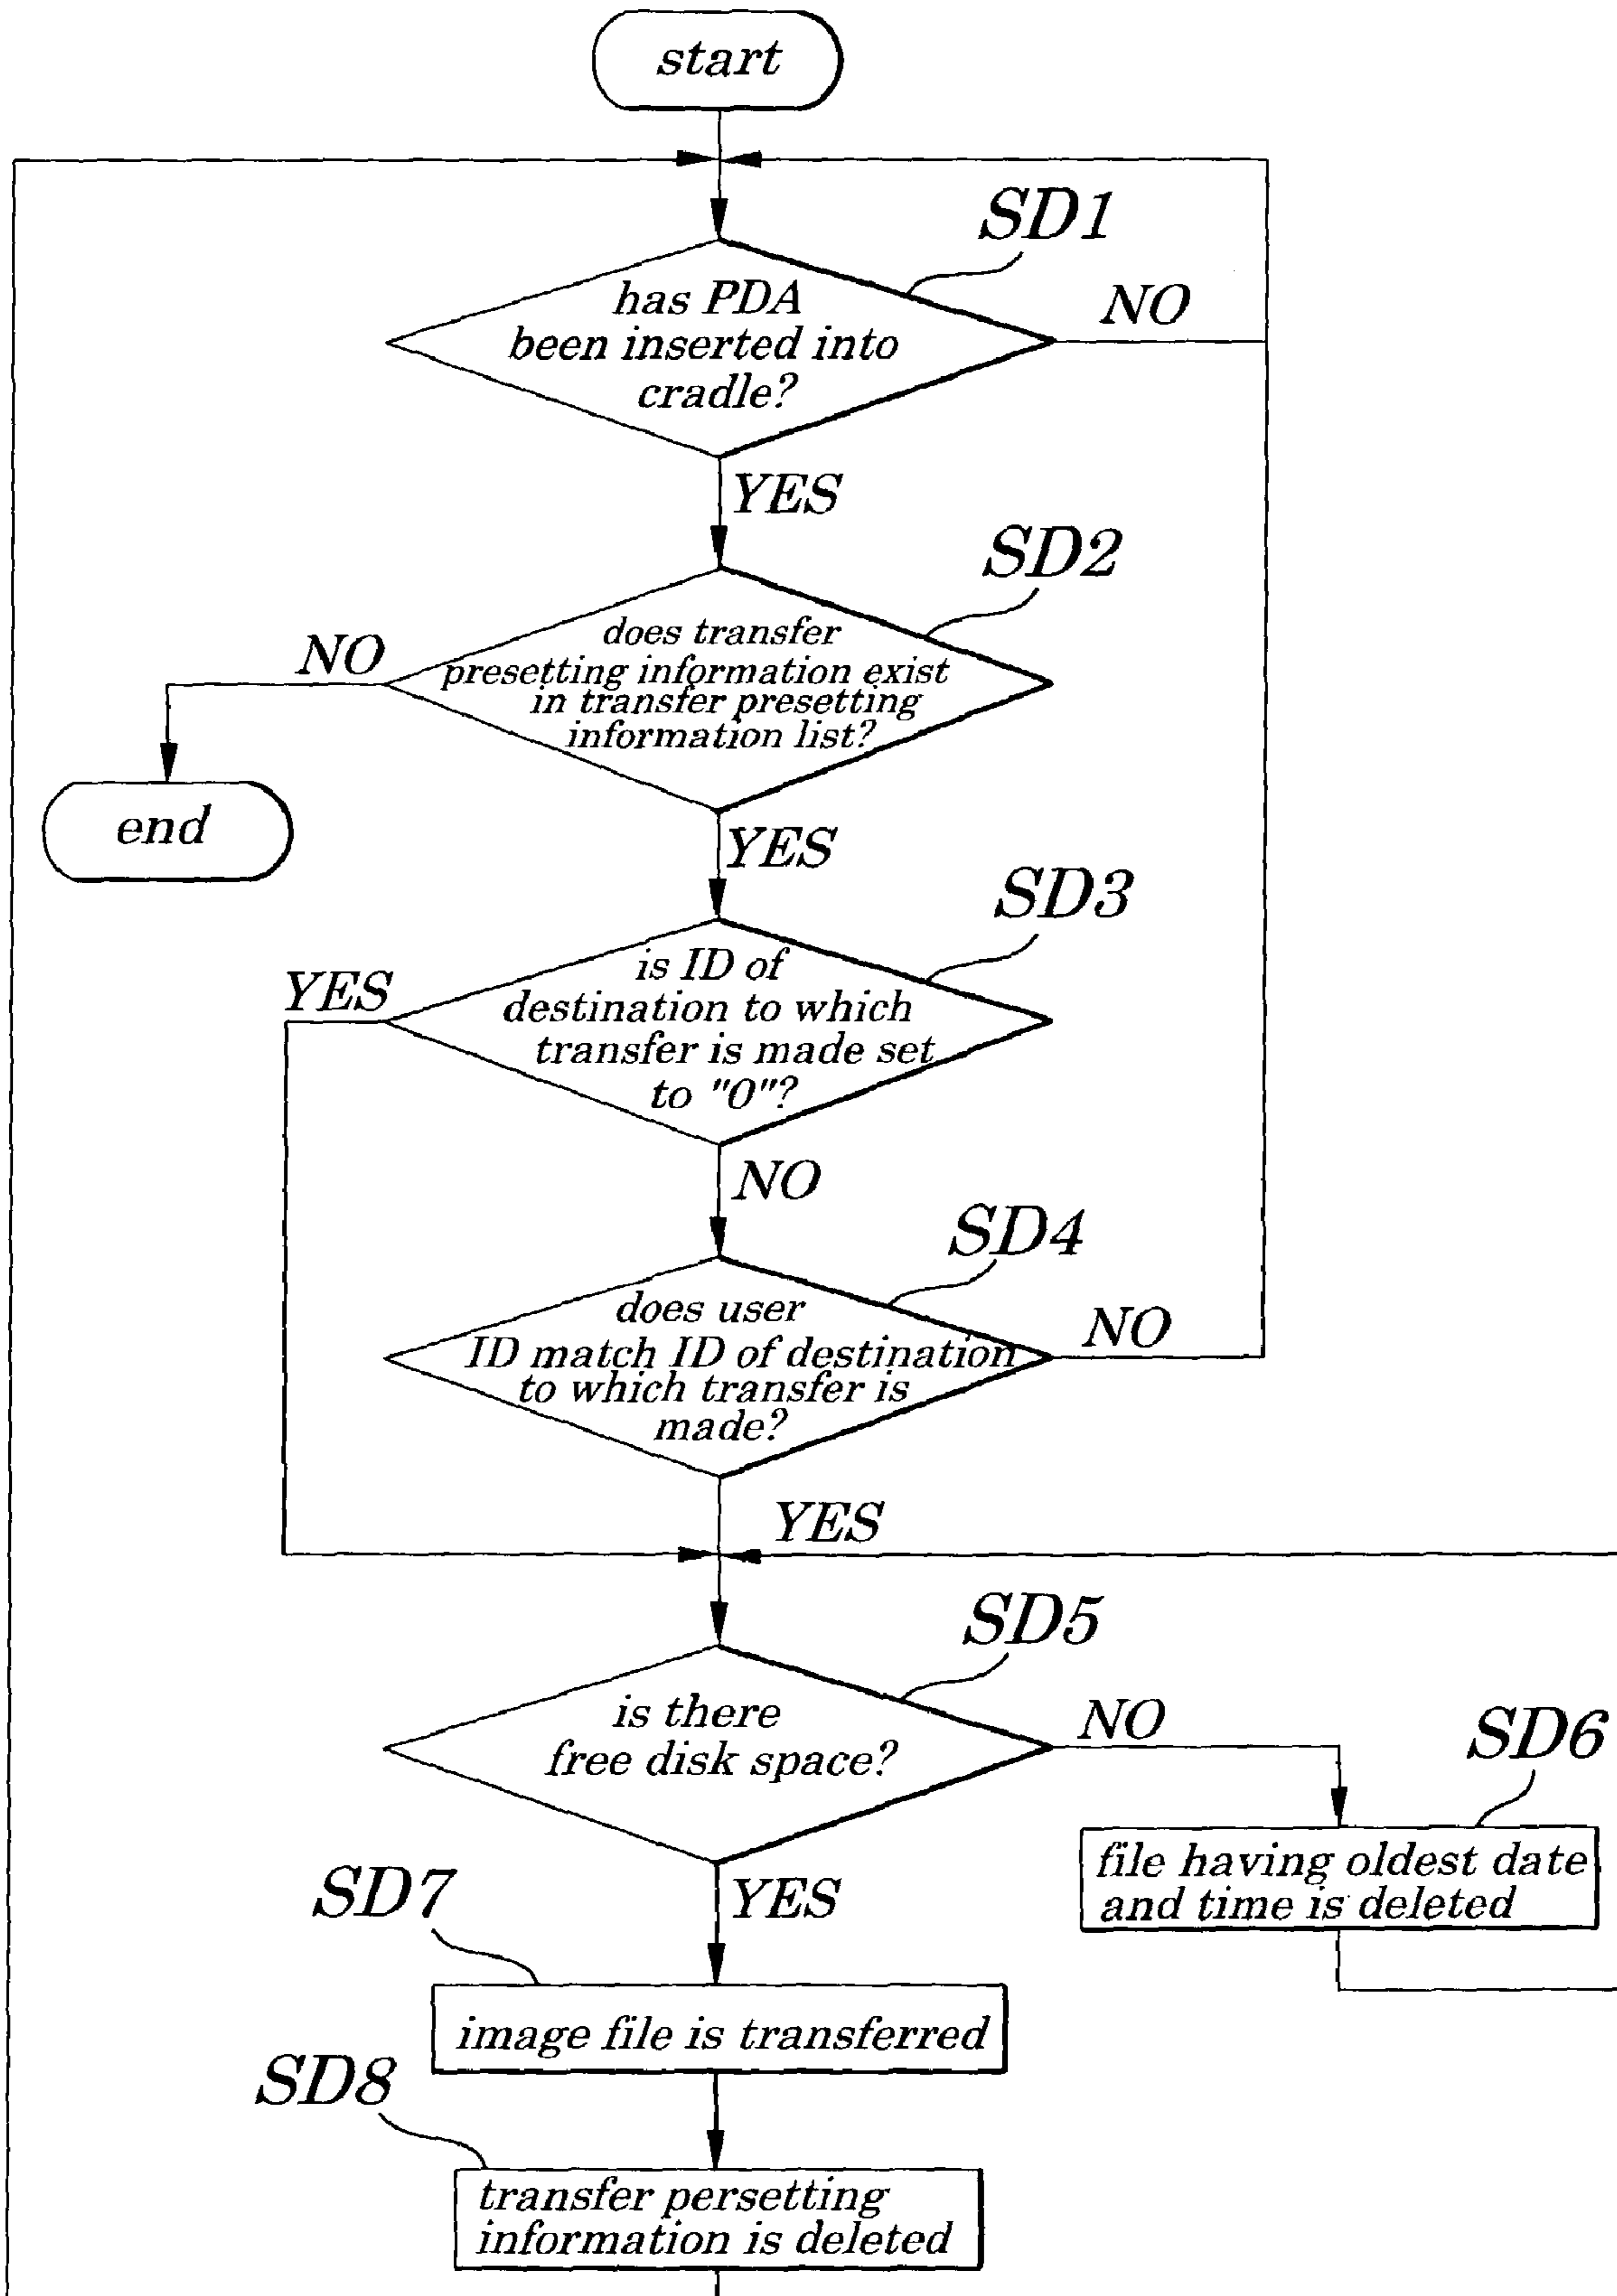 start
SD1
has PDA
been inserted into
cradle?
NO
YES
SD2
does transfer
presetting information exist
in transfer presetting
information list?
NO
end
YES
SD3
is ID of
destination to which
transfer is made set
to "0"?
YES
NO
SD4
does user
ID match ID of destination
to which transfer is
made?
NO
YES
SD5
is there
free disk space?
NO
SD6
file having oldest date
and time is deleted
YES
SD7
image file is transferred
SD8
transfer persetting
information is deleted